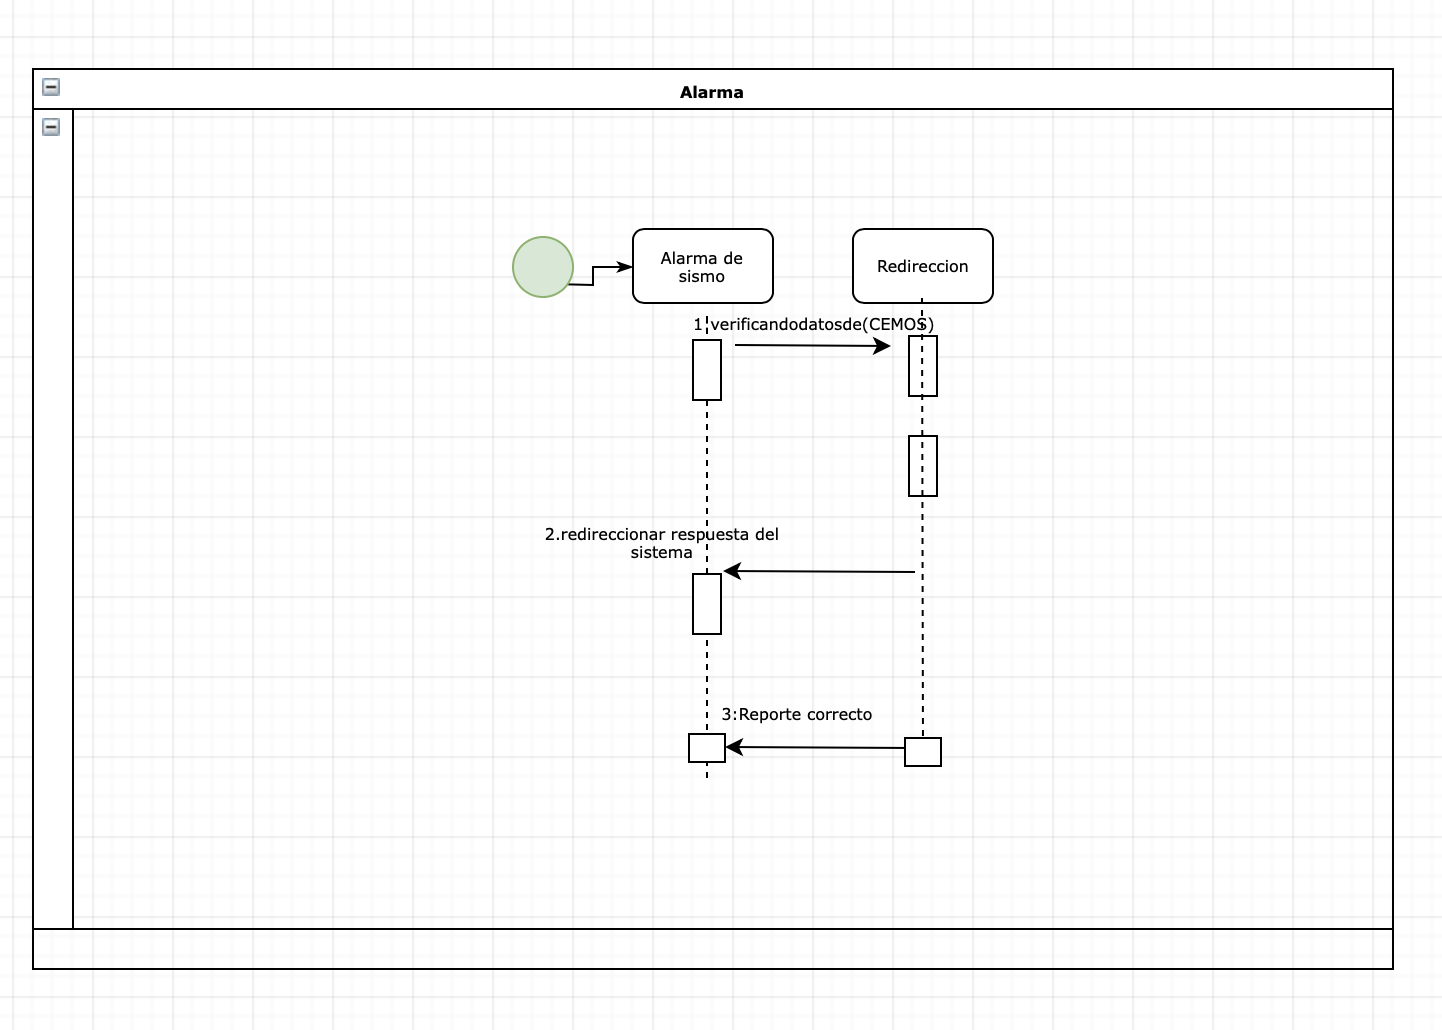 Alarma
Alarma de
sismo
Redireccion
1:verificandodatosde(CEMOS)
2.redireccionar respuesta del
sistema
3:Reporte correcto